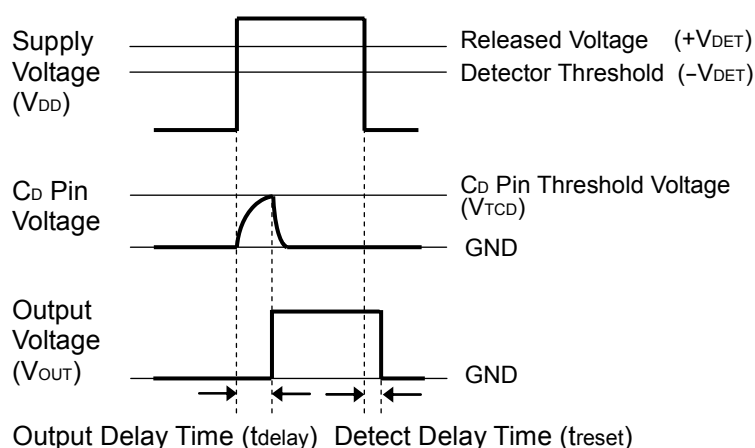 Supply
Voltage
(VDD)
Released Voltage (+VDET)
Detector Threshold (–VDET)
CD Pin
Voltage
CD Pin Threshold Voltage
(VTCD)
GND
Output
Voltage
(VOUT)
GND
Output Delay Time (tdelay) Detect Delay Time (treset)